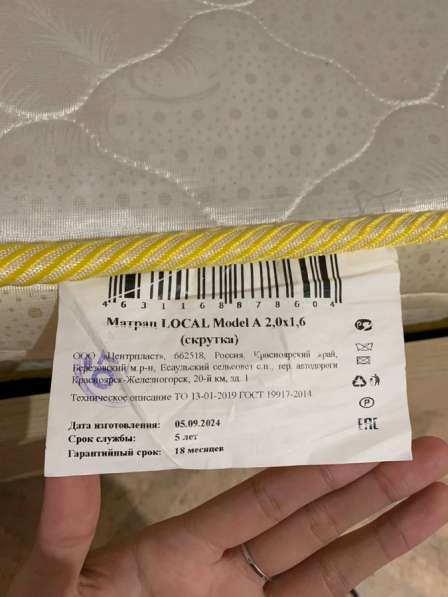 4 631168 878604
Матрац LOCAL Model A 2,0x1,6
(скрутка)
ООО «Центрпласт», 662518, Россия, Красноярский край,
Березовский м.р-н, Есаульский сельсовет с.п., тер. автодороги
Красноярск-Железногорск, 20-й км, зд. 1
Техническое описание ТО 13-01-2019 ГОСТ 19917-2014
Дата изготовления: 05.09.2024
Срок службы: 5 лет
Гарантийный срок: 18 месяцев
P
EAC